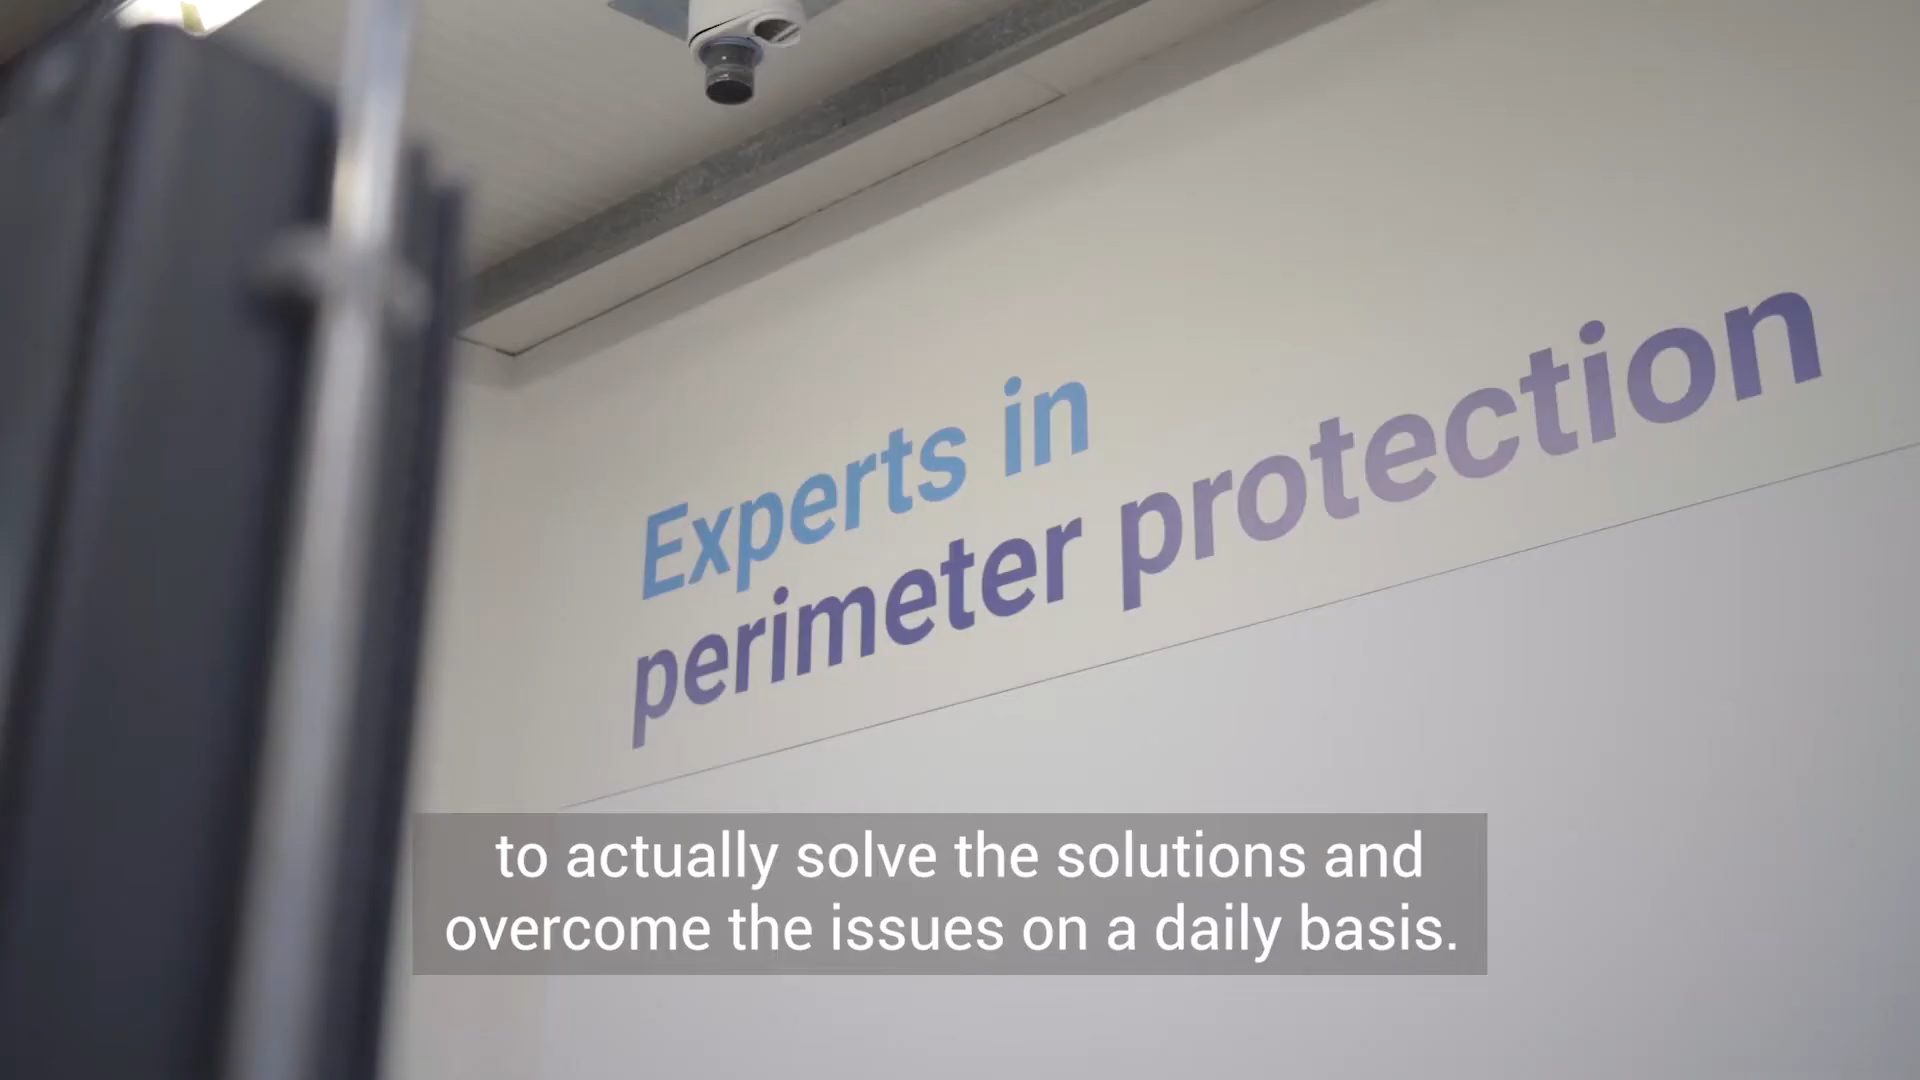 Experts in
perimeter protection
to actually solve the solutions and
overcome the issues on a daily basis.